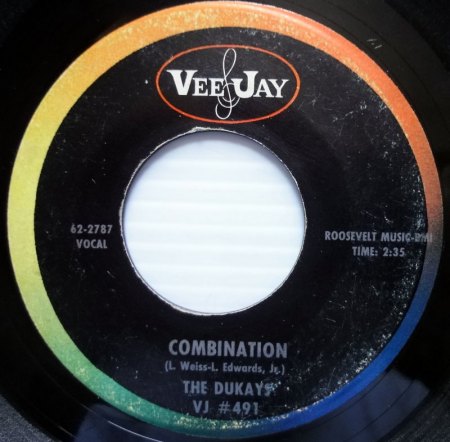 VEE JAY
62-2787
VOCAL
ROOSEVELT MUSIC-BMI
TIME: 2:35
COMBINATION
(L. Weiss-L. Edwards, Jr.)
THE DUKAYS
VJ #491